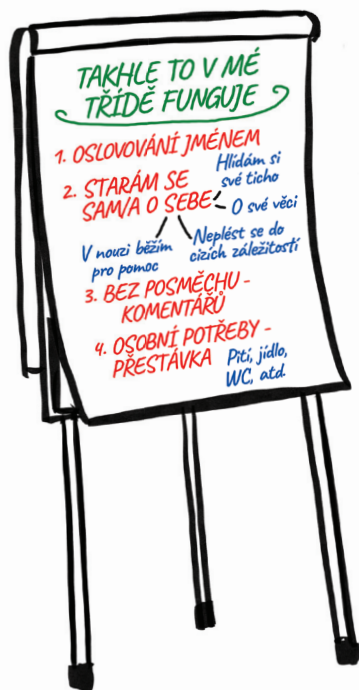 TAKHLE TO V MÉ
TŘÍDĚ FUNGUJE
1. OSLOVOVÁNÍ JMÉNEM
2. STARÁM SE
SAM/A O SEBE
Hlídám si
své ticho
O své věci
Neplést se do
cizích záležitostí
V nouzi běžím
pro pomoc
3. BEZ POSMĚCHU -
KOMENTÁŘŮ
4. OSOBNÍ POTŘEBY -
PŘESTÁVKA
Pití, jídlo,
WC, atd.